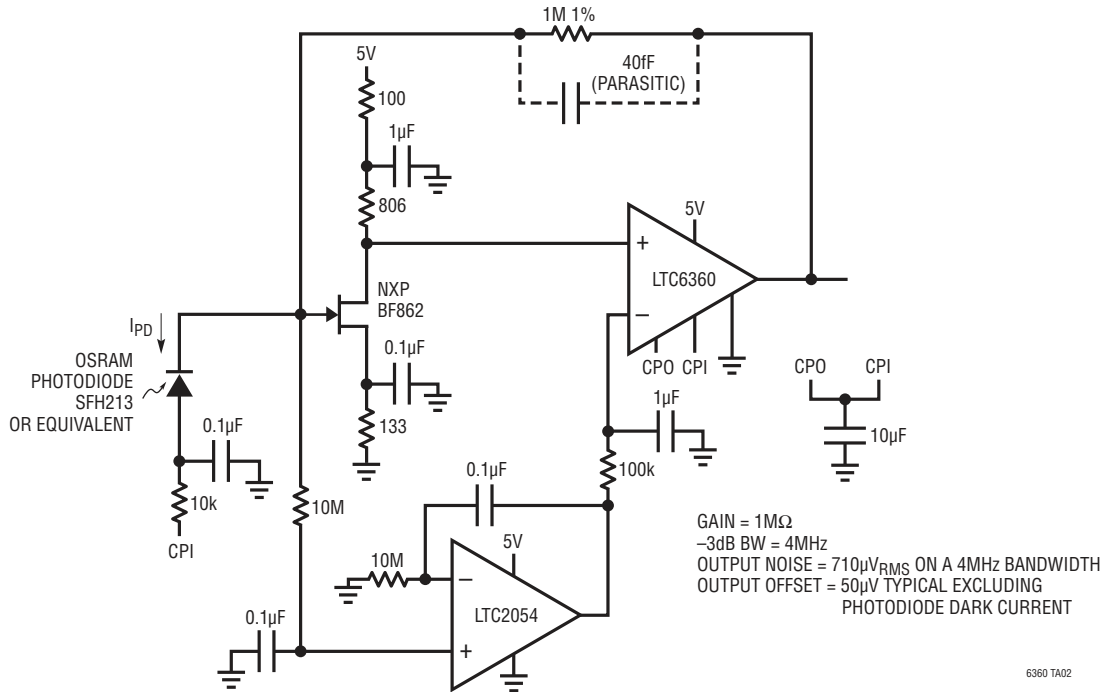 1M 1%
40fF
(PARASITIC)
5V
100
1µF
806
5V
+
LTC6360
–
CPO CPI
NXP
BF862
IPD
OSRAM
PHOTODIODE
SFH213
OR EQUIVALENT
0.1µF
0.1µF
133
10k
CPI
10M
1µF
100k
CPO CPI
10µF
0.1µF
10M
5V
–
LTC2054
+
0.1µF
GAIN = 1MΩ
–3dB BW = 4MHz
OUTPUT NOISE = 710µVRMS ON A 4MHz BANDWIDTH
OUTPUT OFFSET = 50µV TYPICAL EXCLUDING
PHOTODIODE DARK CURRENT
6360 TA02